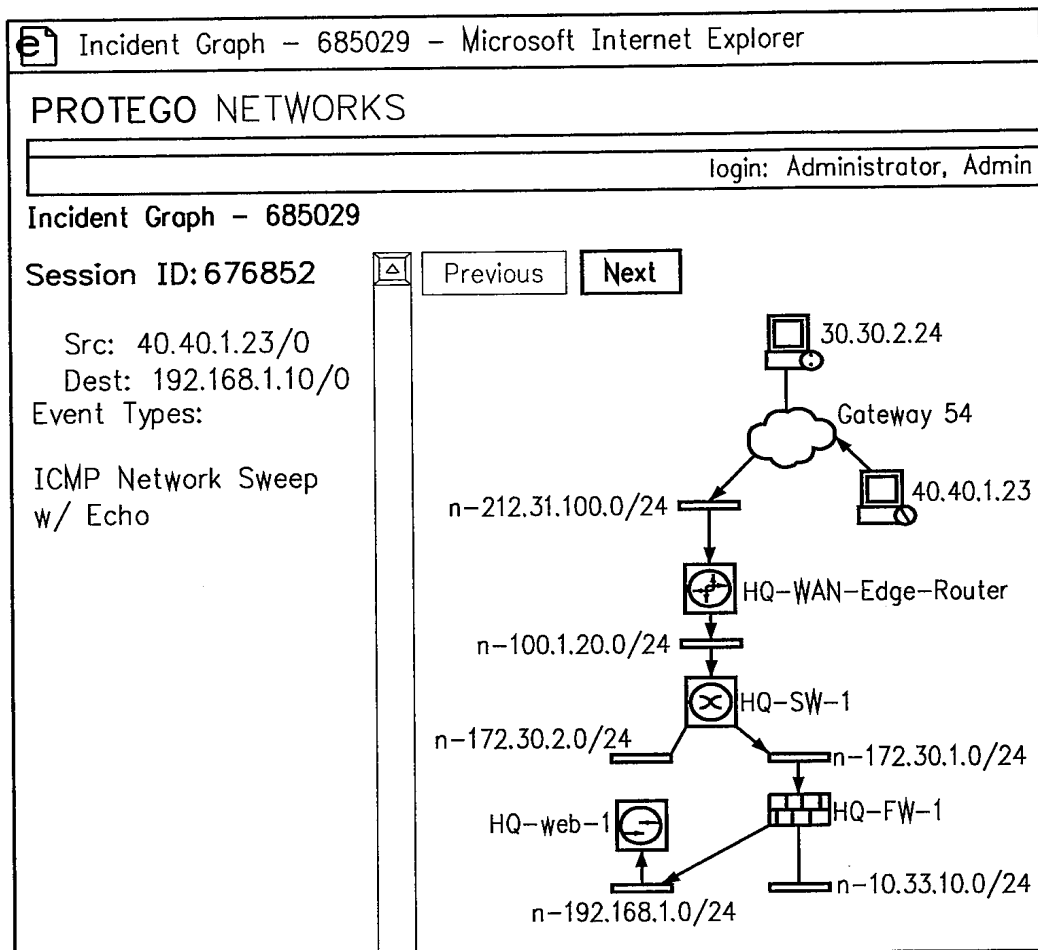 Incident Graph - 685029 - Microsoft Internet Explorer
PROTEGO NETWORKS
login: Administrator, Admin
Incident Graph - 685029
Session ID: 676852
Previous
Next
Src: 40.40.1.23/0
Dest: 192.168.1.10/0
Event Types:
ICMP Network Sweep
w/ Echo
30.30.2.24
Gateway 54
40.40.1.23
n-212.31.100.0/24
HQ-WAN-Edge-Router
n-100.1.20.0/24
HQ-SW-1
n-172.30.2.0/24
n-172.30.1.0/24
HQ-web-1
HQ-FW-1
n-10.33.10.0/24
n-192.168.1.0/24